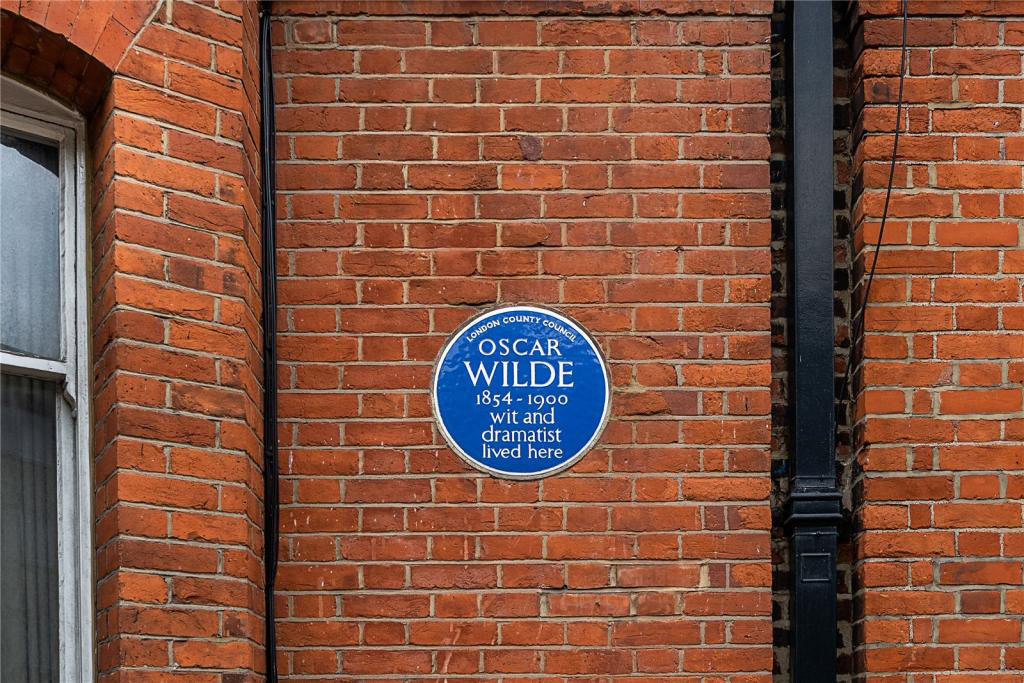 LONDON COUNTY COUNCIL
OSCAR
WILDE
1854-1900
wit and
dramatist
lived here